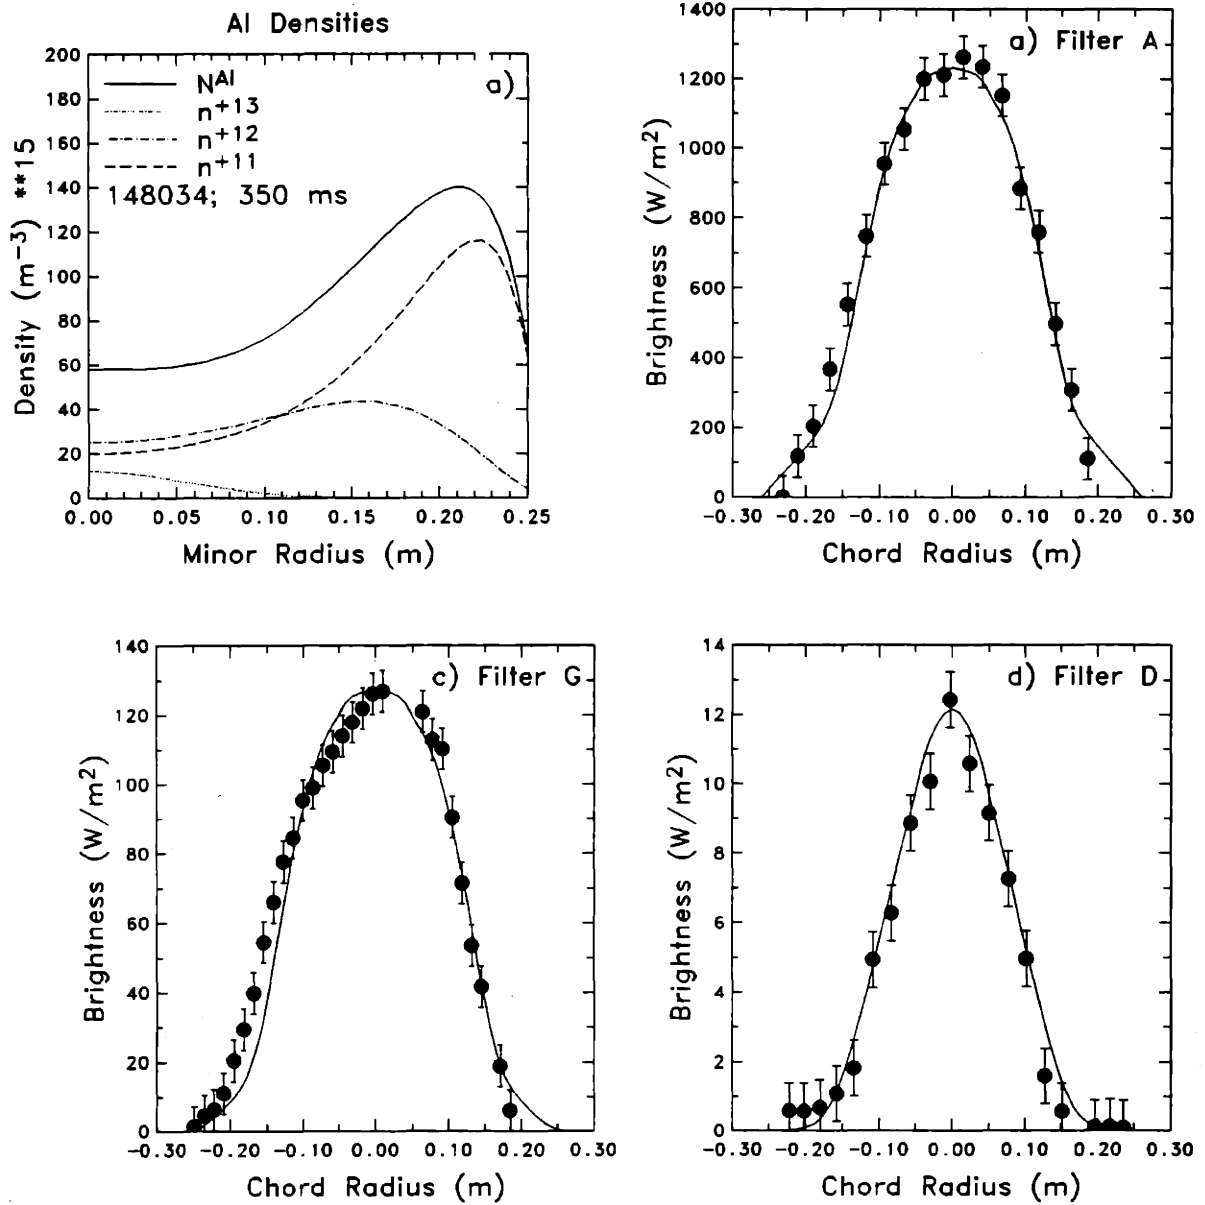 Al Densities
a)
N^Al
n^+13
n^+12
n^+11
148034; 350 ms
Density (m^−3) **15
200
180
160
140
120
100
80
60
40
20
0
0.00 0.05 0.10 0.15 0.20 0.25
Minor Radius (m)
a) Filter A
Brightness (W/m^2)
1400
1200
1000
800
600
400
200
0
−0.30 −0.20 −0.10 0.00 0.10 0.20 0.30
Chord Radius (m)
c) Filter G
Brightness (W/m^2)
140
120
100
80
60
40
20
0
−0.30 −0.20 −0.10 0.00 0.10 0.20 0.30
Chord Radius (m)
d) Filter D
Brightness (W/m^2)
14
12
10
8
6
4
2
0
−0.30 −0.20 −0.10 0.00 0.10 0.20 0.30
Chord Radius (m)